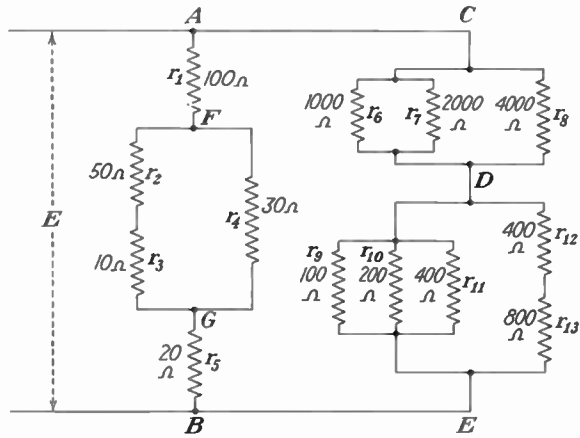 A C
r₁ 100Ω
1000 Ω r₆ r₇ 2000 Ω 4000 Ω r₈
F
50Ω r₂
D
E r₄ 30Ω
10Ω r₃
400 Ω r₁₂
r₉ 100 Ω r₁₀ 200 Ω 400 Ω r₁₁
G
800 Ω r₁₃
20 Ω r₅
B E